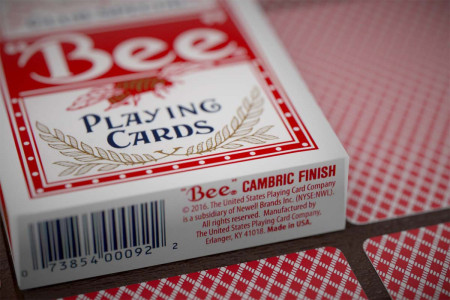 "Bee"
PLAYING
CARDS
"Bee® CAMBRIC FINISH
© 2016. The United States Playing Card Company
is a subsidiary of Newell Brands Inc. (NYSE:NWL).
All rights reserved. Manufactured by
The United States Playing Card Company,
Erlanger, KY 41018. Made in USA.
0 73854 00092 2